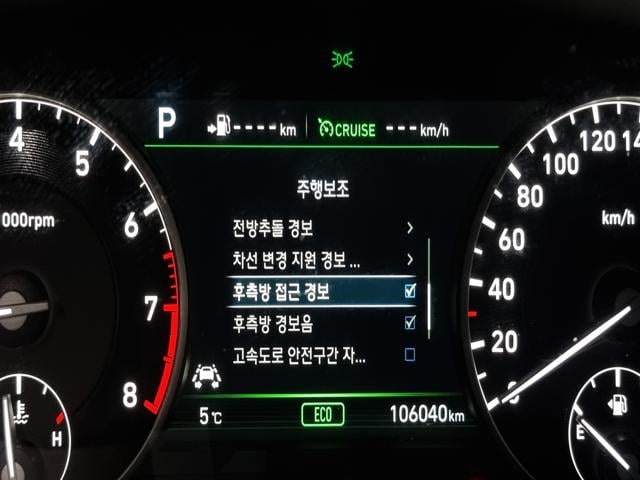 P ---- km CRUISE --- km/h
주행보조
전방추돌 경보
차선 변경 지원 경보 ...
후측방 접근 경보
후측방 경보음
고속도로 안전구간 자...
5℃ ECO 106040km
4
5
6
7
8
000rpm
H
120 14
100
80
60
40
20
km/h
E